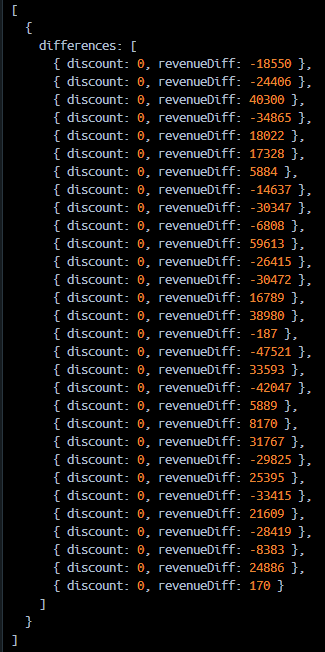 [
  {
    differences: [
      { discount: 0, revenueDiff: -18550 },
      { discount: 0, revenueDiff: -24406 },
      { discount: 0, revenueDiff: 40300 },
      { discount: 0, revenueDiff: -34865 },
      { discount: 0, revenueDiff: 18022 },
      { discount: 0, revenueDiff: 17328 },
      { discount: 0, revenueDiff: 5884 },
      { discount: 0, revenueDiff: -14637 },
      { discount: 0, revenueDiff: -30347 },
      { discount: 0, revenueDiff: -6808 },
      { discount: 0, revenueDiff: 59613 },
      { discount: 0, revenueDiff: -26415 },
      { discount: 0, revenueDiff: -30472 },
      { discount: 0, revenueDiff: 16789 },
      { discount: 0, revenueDiff: 38980 },
      { discount: 0, revenueDiff: -187 },
      { discount: 0, revenueDiff: -47521 },
      { discount: 0, revenueDiff: 33593 },
      { discount: 0, revenueDiff: -42047 },
      { discount: 0, revenueDiff: 5889 },
      { discount: 0, revenueDiff: 8170 },
      { discount: 0, revenueDiff: 31767 },
      { discount: 0, revenueDiff: -29825 },
      { discount: 0, revenueDiff: 25395 },
      { discount: 0, revenueDiff: -33415 },
      { discount: 0, revenueDiff: 21609 },
      { discount: 0, revenueDiff: -28419 },
      { discount: 0, revenueDiff: -8383 },
      { discount: 0, revenueDiff: 24886 },
      { discount: 0, revenueDiff: 170 }
    ]
  }
]